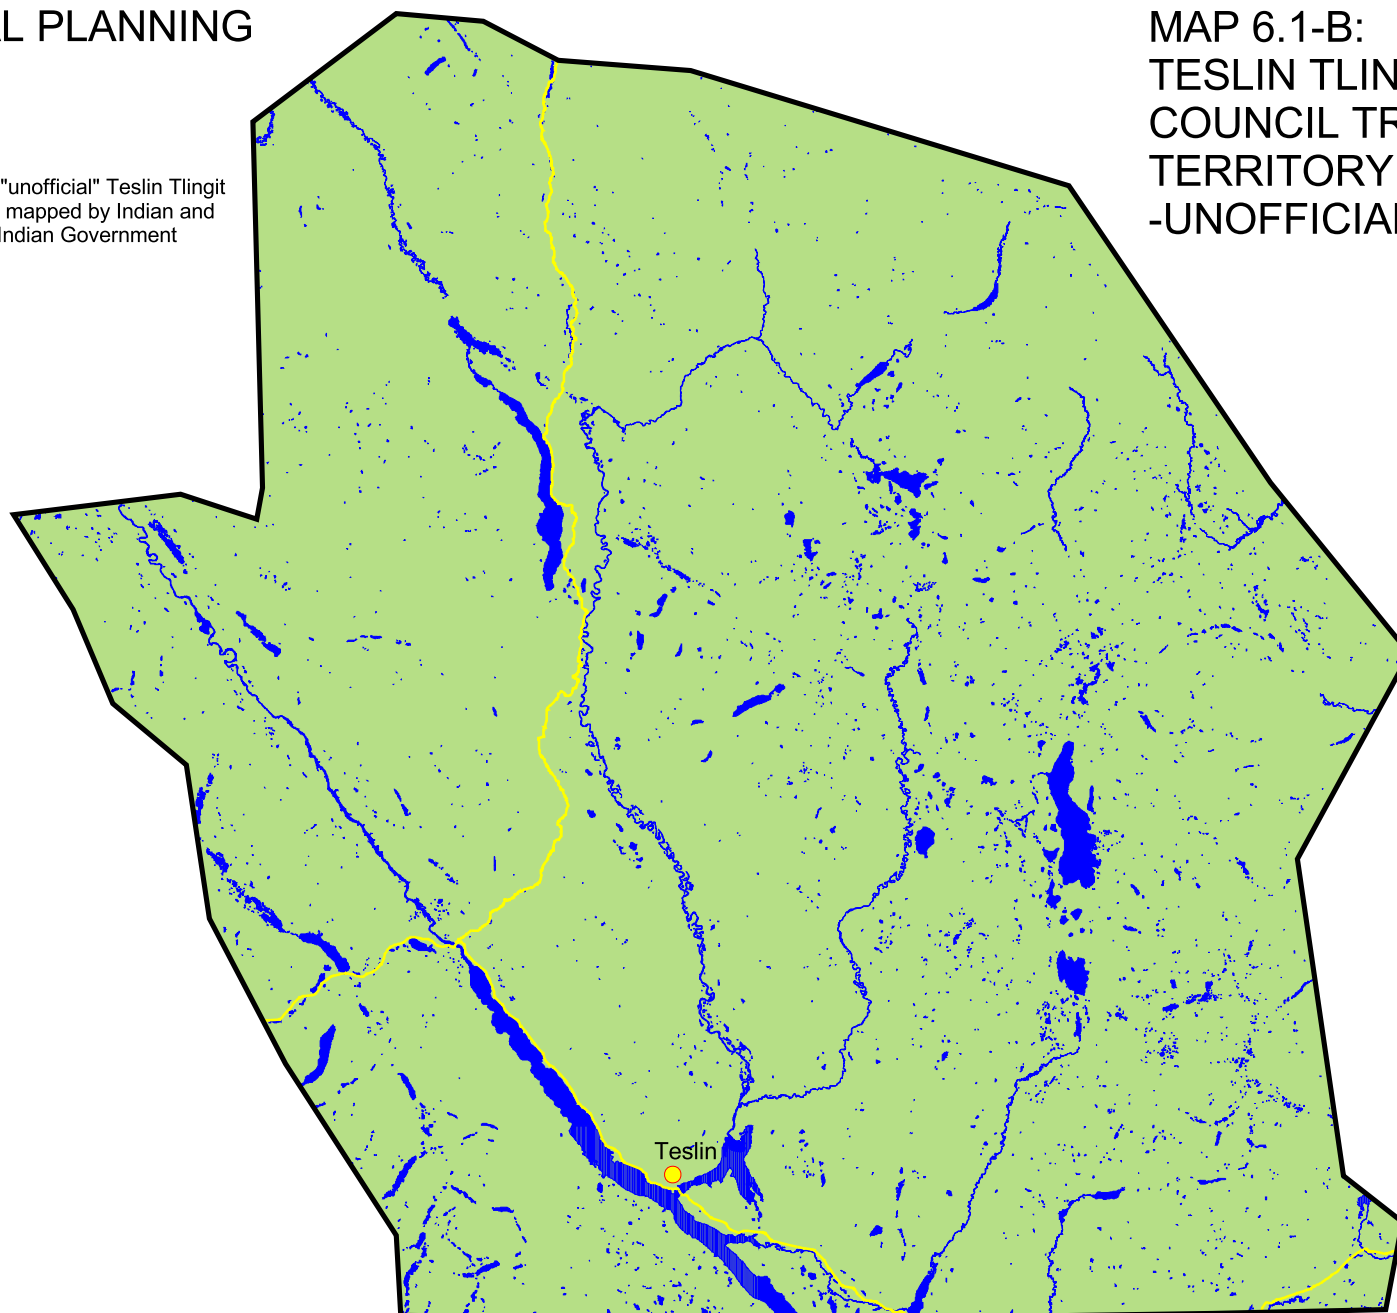 L PLANNING
"unofficial" Teslin Tlingit
mapped by Indian and
Indian Government
MAP 6.1-B:
TESLIN TLIN
COUNCIL TR
TERRITORY
-UNOFFICIAL
Teslin